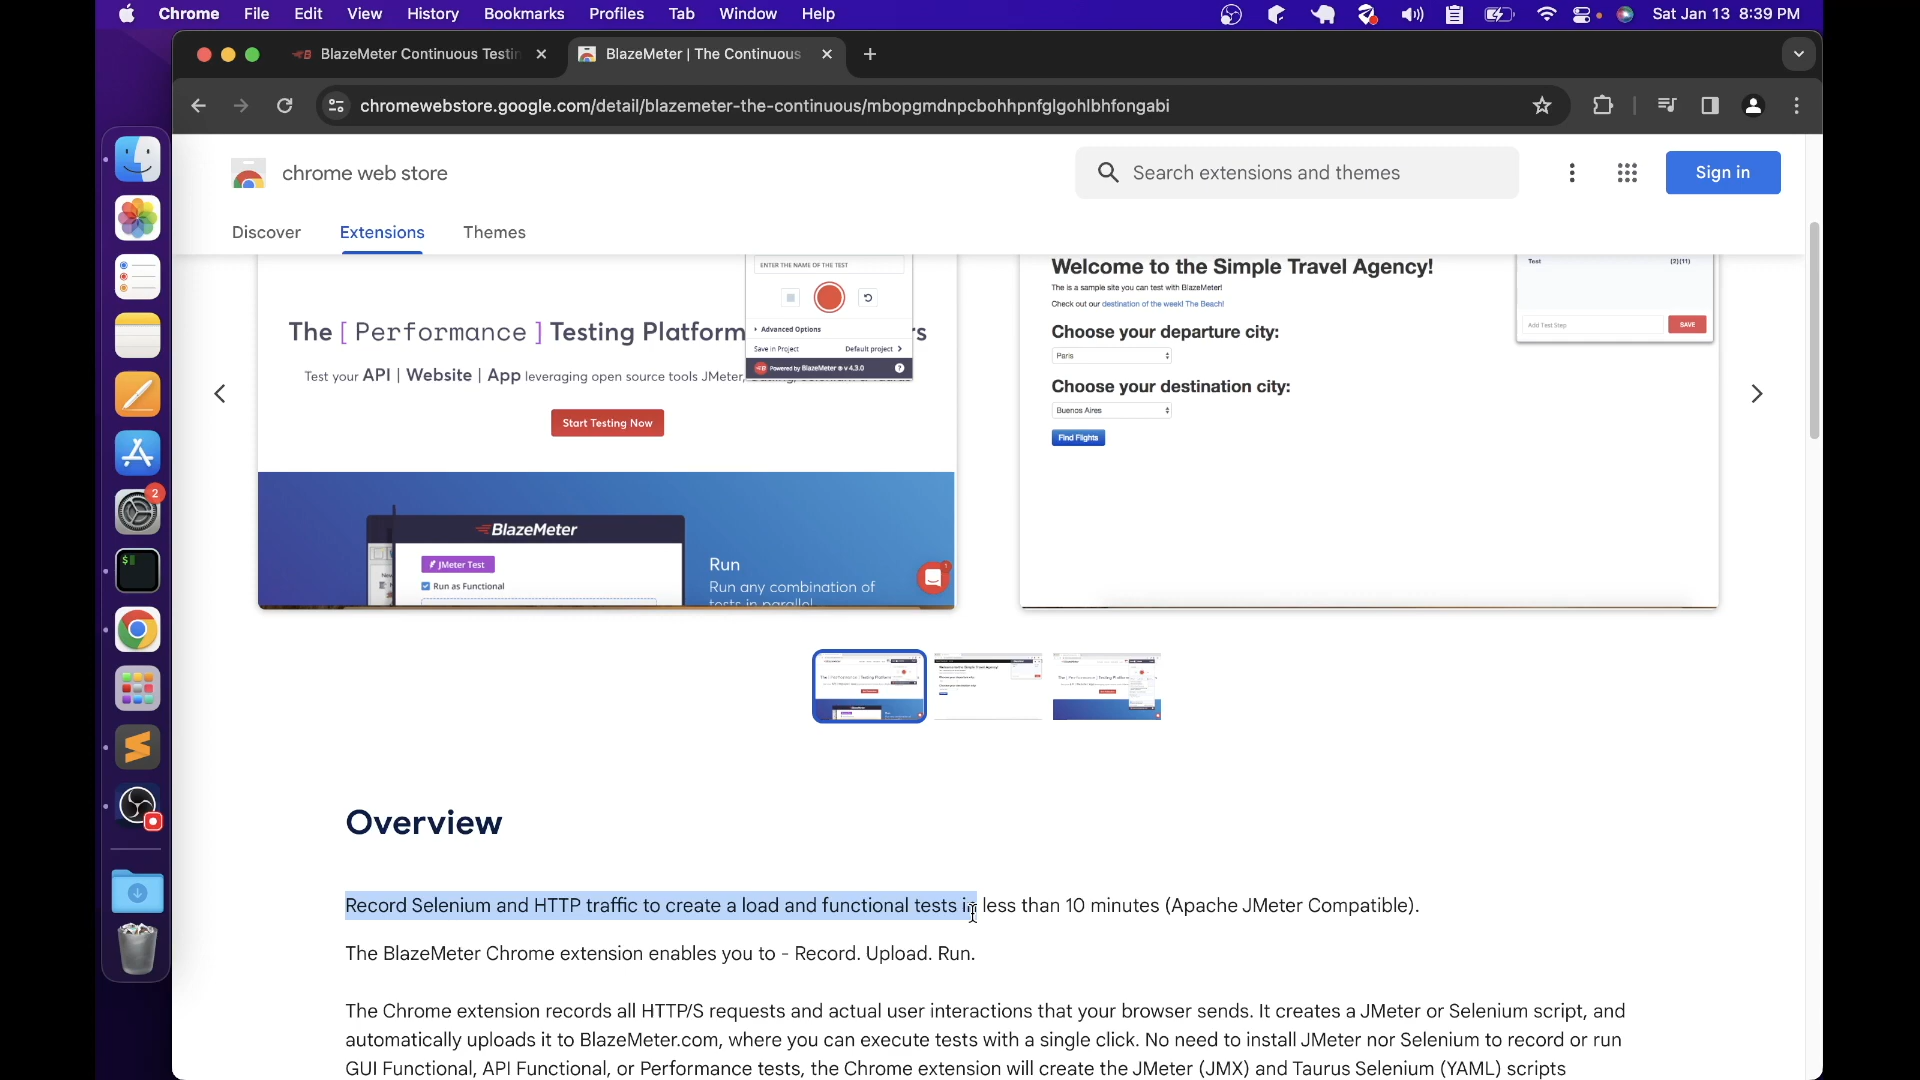 Chrome File Edit View History Bookmarks Profiles Tab Window Help Sat Jan 13 8:39 PM
BlazeMeter Continuous Testin BlazeMeter | The Continuous
chromewebstore.google.com/detail/blazemeter-the-continuous/mbopgmdnpcbohhpnfglgohlbhfongabi
chrome web store Search extensions and themes Sign in
Discover Extensions Themes
ENTER THE NAME OF THE TEST
Advanced Options
Save in Project Default project
Powered by BlazeMeter ® v 4.3.0 ?
The [ Performance ] Testing Platform rs
Test your API | Website | App leveraging open source tools JMeter,
Start Testing Now
BlazeMeter
JMeter Test
Run as Functional
Run
Run any combination of
tests in parallel
1
Welcome to the Simple Travel Agency!
The is a sample site you can test with BlazeMeter!
Check out our destination of the week! The Beach!
Choose your departure city:
Paris
Choose your destination city:
Buenos Aires
Find Flights
Test (2)(11)
Add Test Step SAVE
2
Overview
Record Selenium and HTTP traffic to create a load and functional tests in less than 10 minutes (Apache JMeter Compatible).
The BlazeMeter Chrome extension enables you to - Record. Upload. Run.
The Chrome extension records all HTTP/S requests and actual user interactions that your browser sends. It creates a JMeter or Selenium script, and
automatically uploads it to BlazeMeter.com, where you can execute tests with a single click. No need to install JMeter nor Selenium to record or run
GUI Functional, API Functional, or Performance tests, the Chrome extension will create the JMeter (JMX) and Taurus Selenium (YAML) scripts